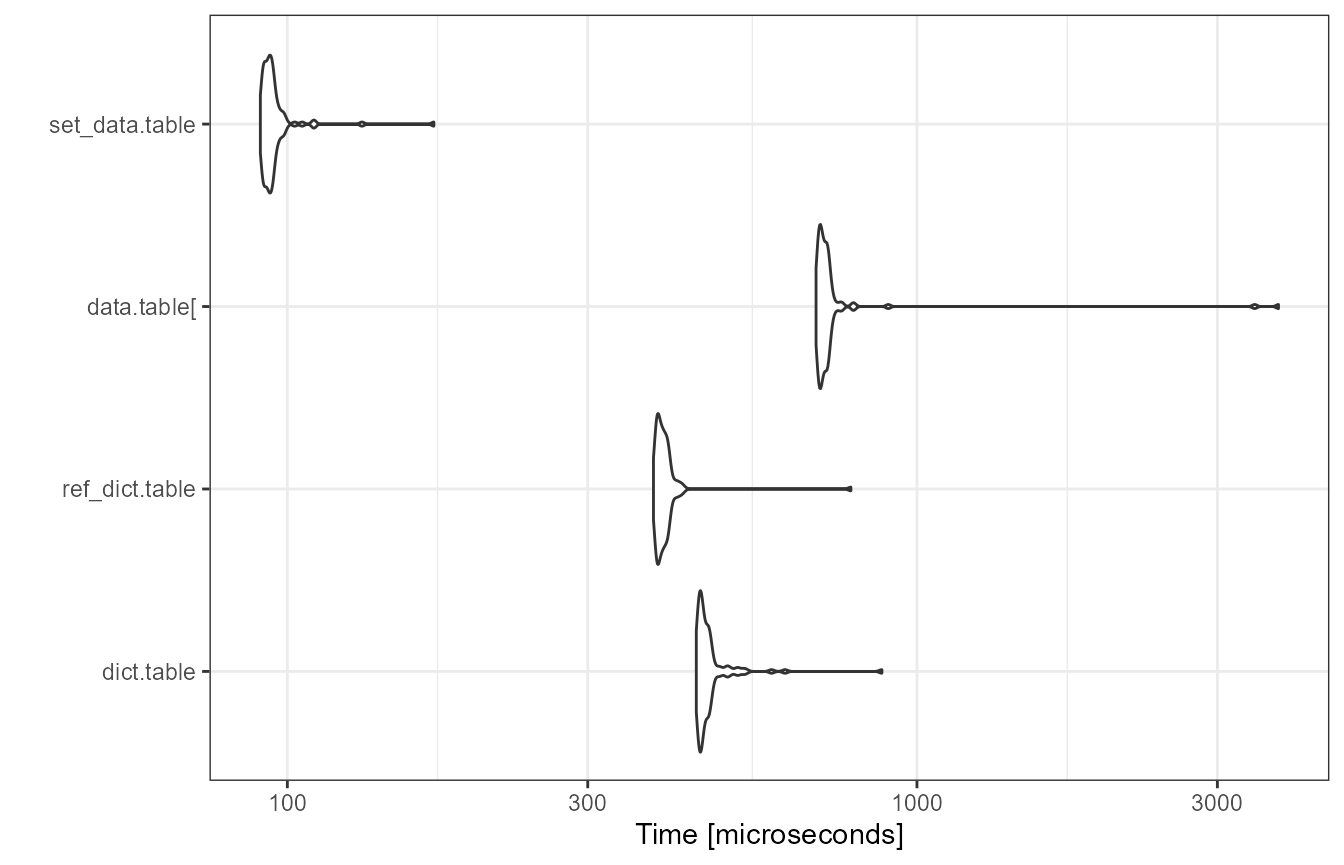 set_data.table
data.table[
ref_dict.table
dict.table
100 300 1000 3000
Time [microseconds]